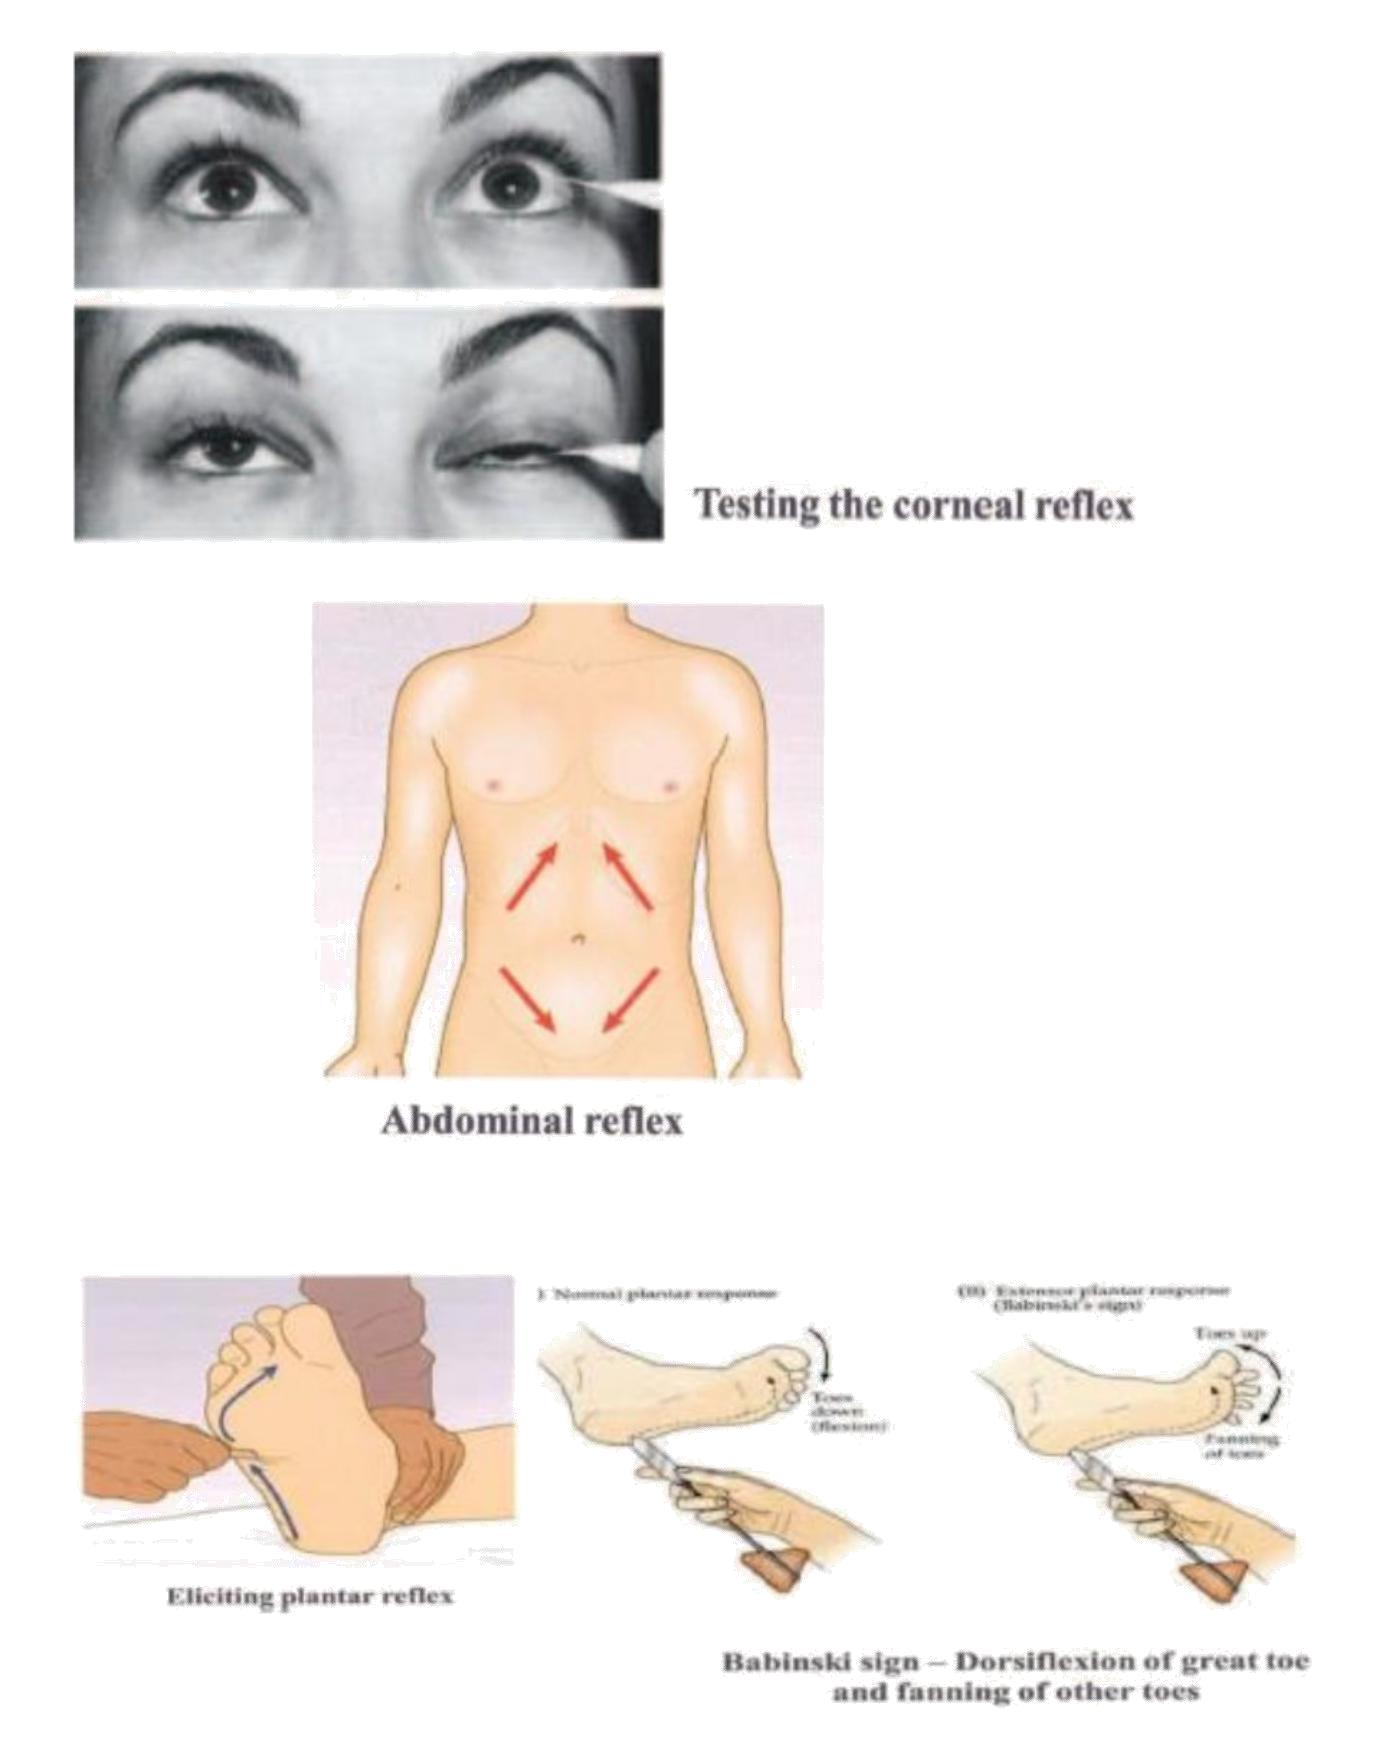 Testing the corneal reflex
Abdominal reflex
Eliciting plantar reflex
) Normal plantar response
Toes
down
(flexion)
(II) Extensor plantar response
(Babinski's sign)
Toes up
Fanning
of toes
Babinski sign – Dorsiflexion of great toe
and fanning of other toes